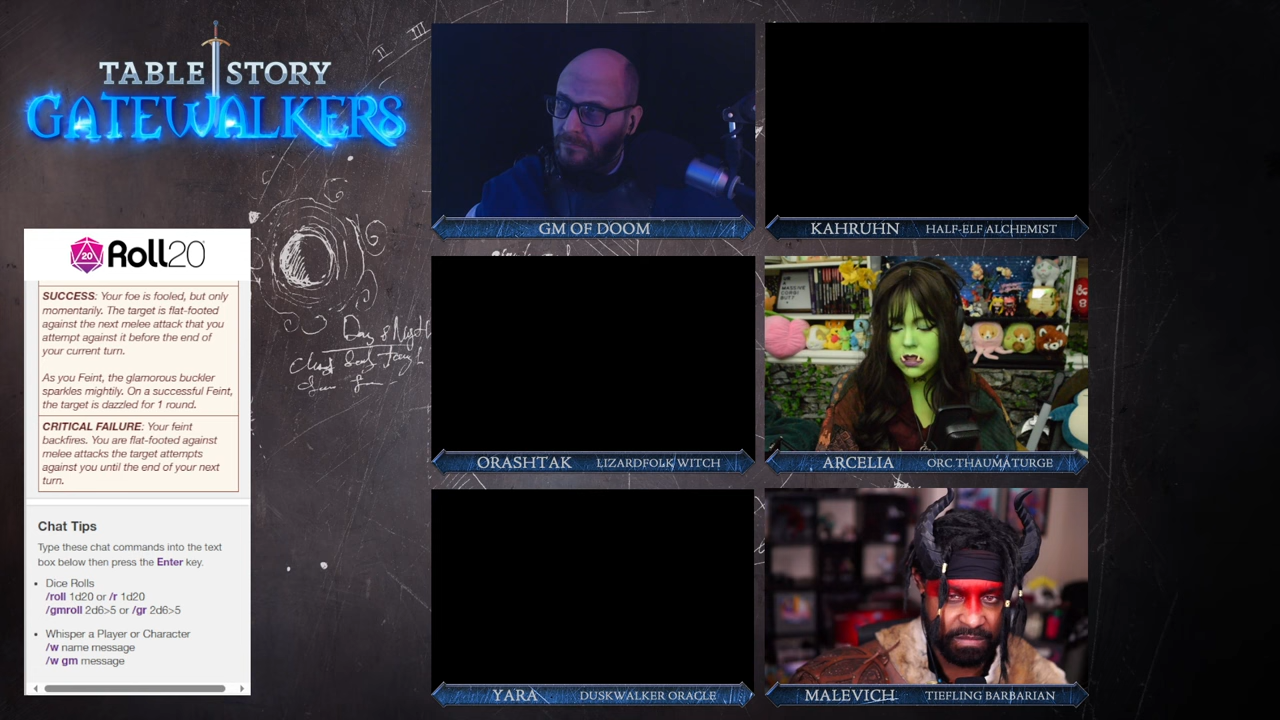 TABLE STORY
GATEWALKERS
Roll20
SUCCESS: Your foe is fooled, but only
momentarily. The target is flat-footed
against the next melee attack that you
attempt against it before the end of
your current turn.
As you Feint, the glamorous buckler
sparkles mightily. On a successful Feint,
the target is dazzled for 1 round.
CRITICAL FAILURE: Your feint
backfires. You are flat-footed against
melee attacks the target attempts
against you until the end of your next
turn.
Chat Tips
Type these chat commands into the text
box below then press the Enter key.
Dice Rolls
/roll 1d20 or /r 1d20
/gmroll 2d6>5 or /gr 2d6>5
Whisper a Player or Character
/w name message
/w gm message
II III
Day & Night
GM OF DOOM
KAHRUHN HALF-ELF ALCHEMIST
ORASHTAK LIZARDFOLK WITCH
ARCELIA ORC THAUMATURGE
YARA DUSKWALKER ORACLE
MALEVICH TIEFLING BARBARIAN